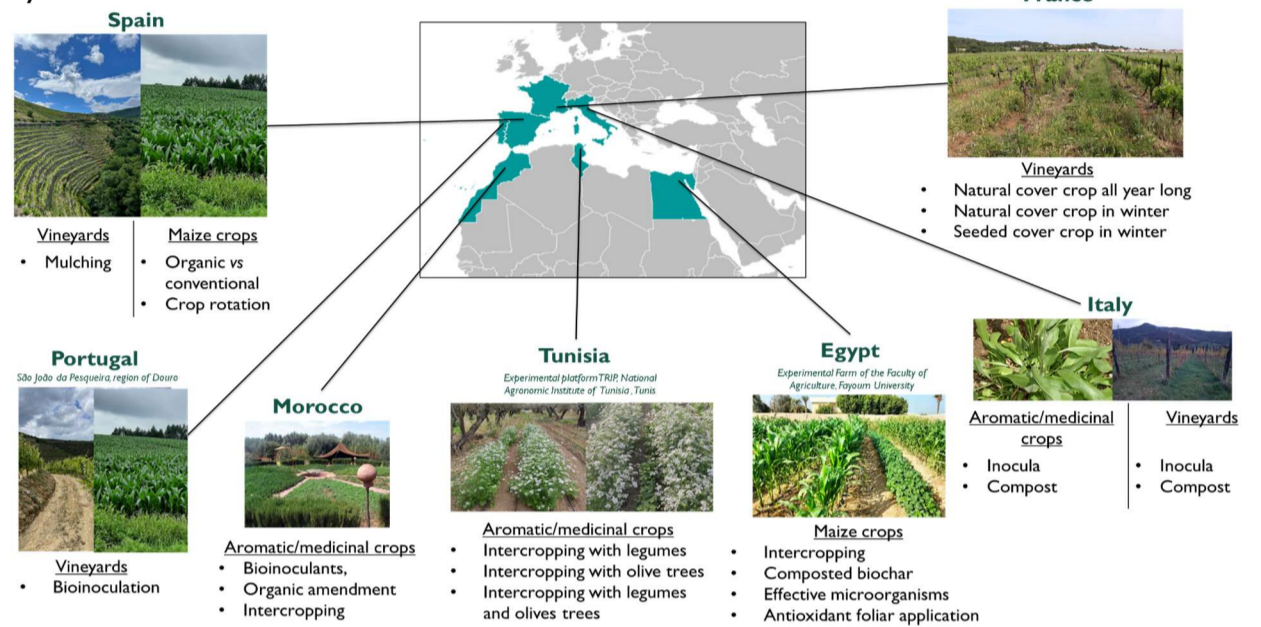 Spain
Vineyards
• Mulching
Maize crops
• Organic vs
conventional
• Crop rotation
France
Vineyards
• Natural cover crop all year long
• Natural cover crop in winter
• Seeded cover crop in winter
Portugal
São João da Pesqueira, region of Douro
Vineyards
• Bioinoculation
Morocco
Aromatic/medicinal crops
• Bioinoculants,
• Organic amendment
• Intercropping
Tunisia
Experimental platform TRIP, National
Agronomic Institute of Tunisia, Tunis
Aromatic/medicinal crops
• Intercropping with legumes
• Intercropping with olive trees
• Intercropping with legumes
and olives trees
Egypt
Experimental Farm of the Faculty of
Agriculture, Fayoum University
Maize crops
• Intercropping
• Composted biochar
• Effective microorganisms
• Antioxidant foliar application
Italy
Aromatic/medicinal
crops
• Inocula
• Compost
Vineyards
• Inocula
• Compost